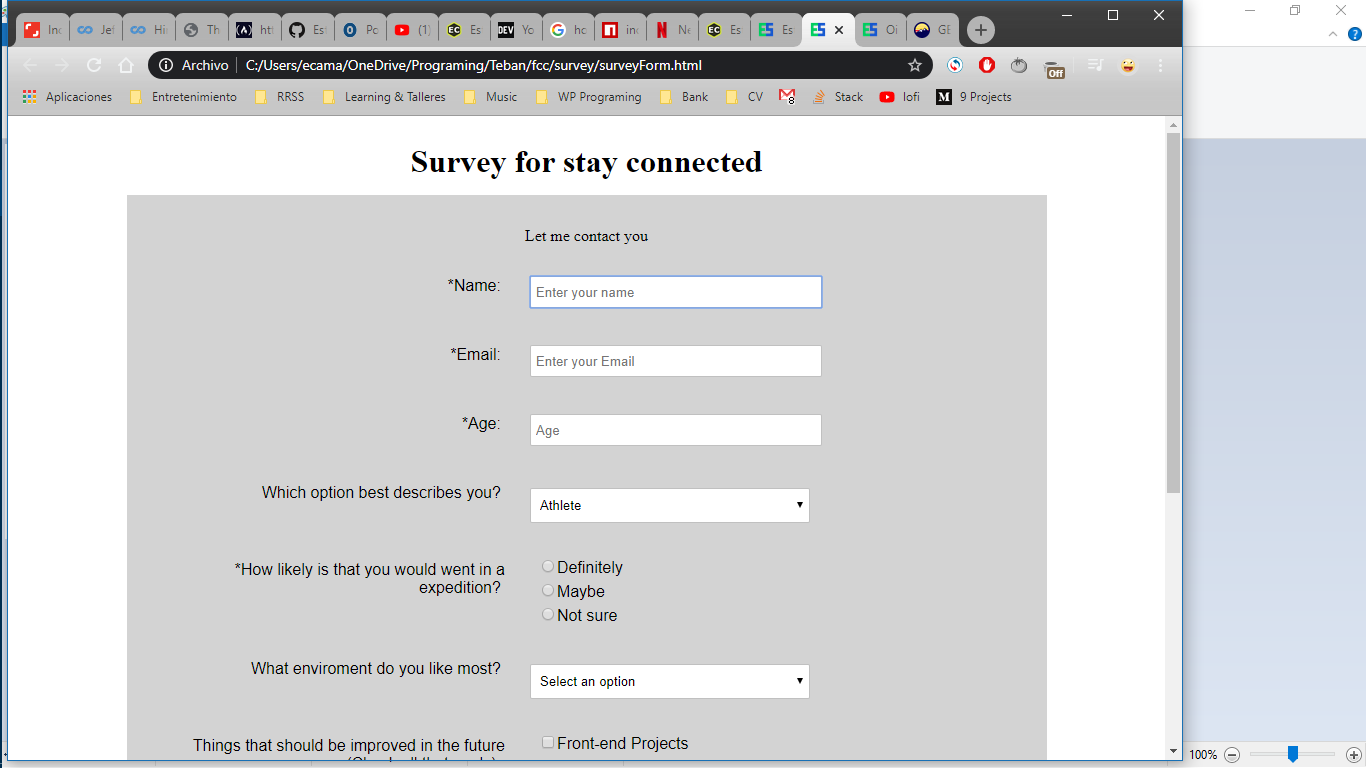 Inc Jef Hi Th htt Est Po (1) Es Yo hc inc Ne Es Es Oi GE
Archivo C:/Users/ecama/OneDrive/Programing/Teban/fcc/survey/surveyForm.html Off
Aplicaciones Entretenimiento RRSS Learning & Talleres Music WP Programing Bank CV 8 Stack lofi 9 Projects
Survey for stay connected
Let me contact you
*Name: Enter your name
*Email: Enter your Email
*Age: Age
Which option best describes you? Athlete
*How likely is that you would went in a
expedition?
Definitely
Maybe
Not sure
What enviroment do you like most? Select an option
Things that should be improved in the future
Front-end Projects
100%